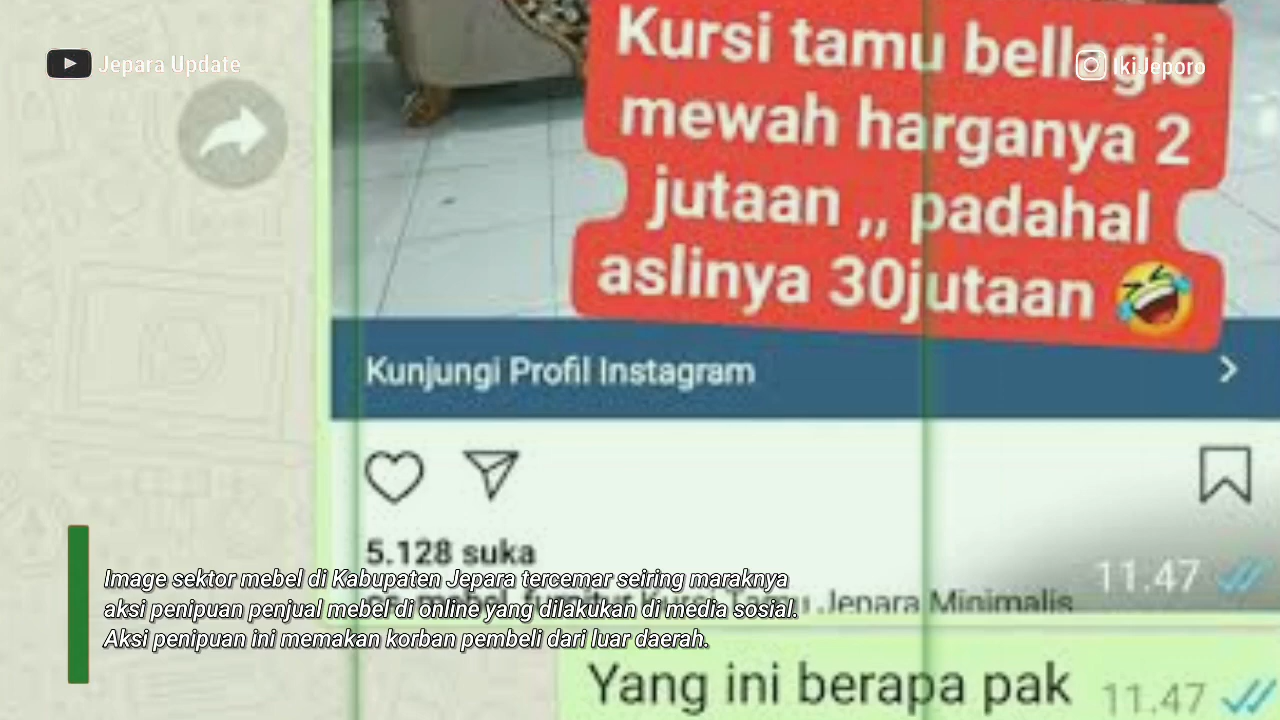 Jepara Update
IkiJeporo
Kursi tamu bellagio
mewah harganya 2
jutaan ,, padahal
aslinya 30jutaan
Kunjungi Profil Instagram
5.128 suka
Kursi Tamu Jepara Minimalis
11.47
Image sektor mebel di Kabupaten Jepara tercemar seiring maraknya
aksi penipuan penjual mebel di online yang dilakukan di media sosial.
Aksi penipuan ini memakan korban pembeli dari luar daerah.
Yang ini berapa pak
11.47